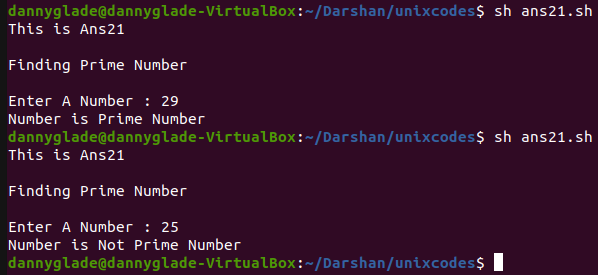 dannyglade@dannyglade-VirtualBox:~/Darshan/unixcodes$ sh ans21.sh
This is Ans21
Finding Prime Number
Enter A Number : 29
Number is Prime Number
dannyglade@dannyglade-VirtualBox:~/Darshan/unixcodes$ sh ans21.sh
This is Ans21
Finding Prime Number
Enter A Number : 25
Number is Not Prime Number
dannyglade@dannyglade-VirtualBox:~/Darshan/unixcodes$